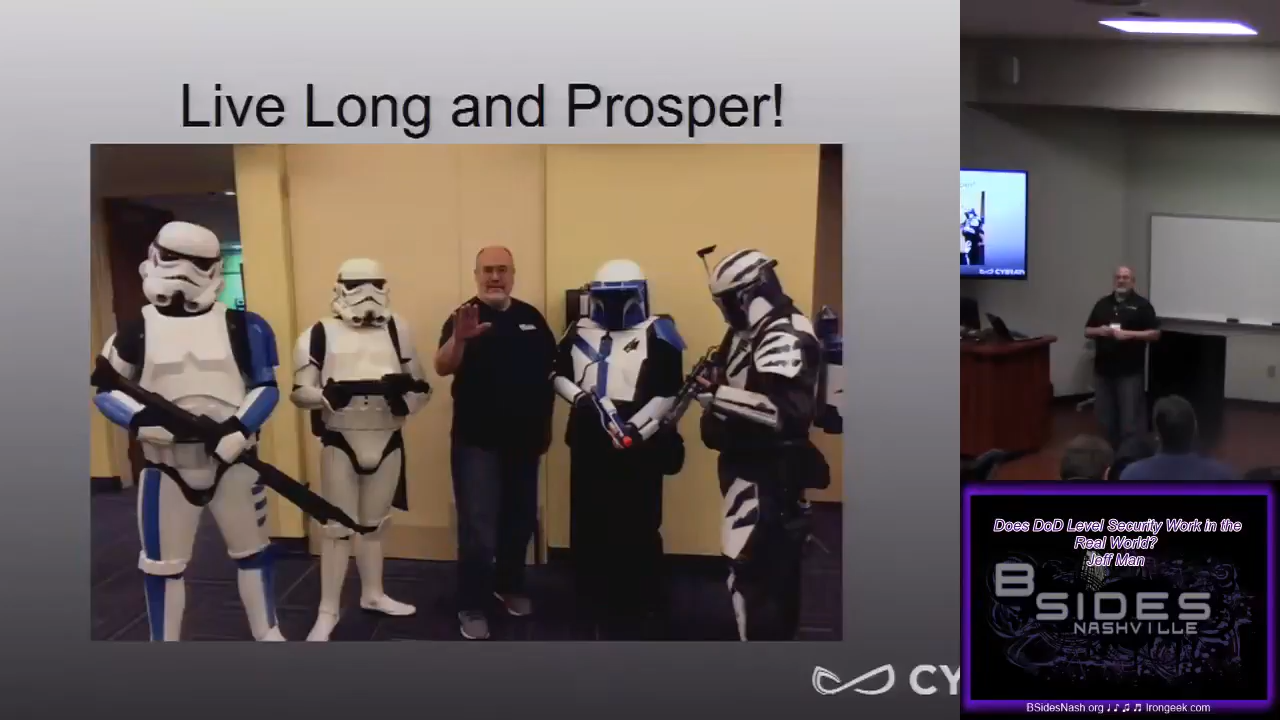 Live Long and Prosper!
CY
CYBRARY
Does DoD Level Security Work in the
Real World?
Jeff Man
BSIDES
NASHVILLE
BSidesNash.org ♩♪♫♬ Irongeek.com